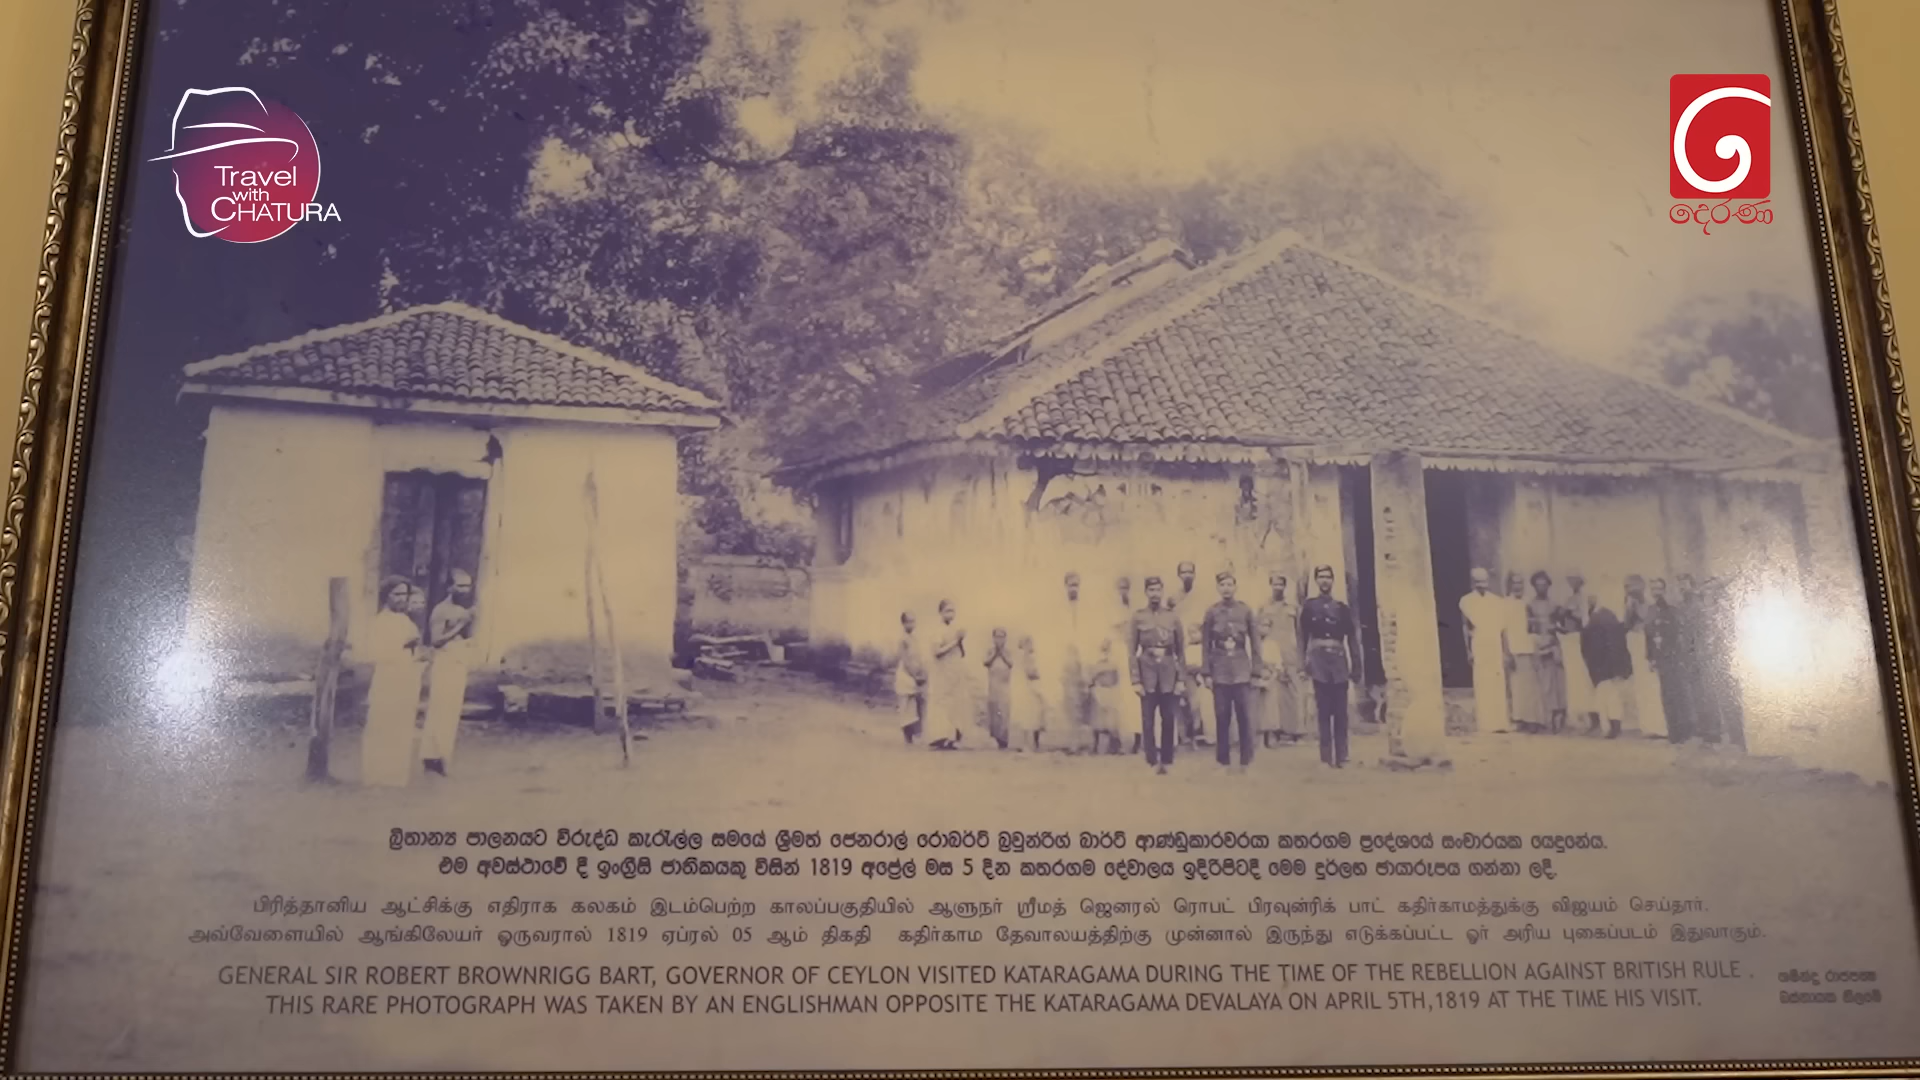 Travel
with
CHATURA
දෙරණ
බ්‍රිතාන්‍ය පාලනයට විරුද්ධ කැරැල්ල සමයේ ශ්‍රීමත් ජෙනරාල් රොබර්ට් බ්‍රවුන්රිග් බාර්ට් ආණ්ඩුකාරවරයා කතරගම ප්‍රදේශයේ සංචාරයක යෙදුනේය.
එම අවස්ථාවේ දී ඉංග්‍රීසි ජාතිකයකු විසින් 1819 අප්‍රේල් මස 5 දින කතරගම දේවාලය ඉදිරිපිටදී මෙම දුර්ලභ ඡායාරූපය ගන්නා ලදී.
பிரித்தானிய ஆட்சிக்கு எதிராக கலகம் இடம்பெற்ற காலப்பகுதியில் ஆளுநர் ஸ்ரீமத் ஜெனரல் ரொபட் பிரவுன்ரிக் பாட் கதிர்காமத்துக்கு விஜயம் செய்தார்.
அவ்வேளையில் ஆங்கிலேயர் ஒருவரால் 1819 ஏப்ரல் 05 ஆம் திகதி கதிர்காம தேவாலயத்திற்கு முன்னால் இருந்து எடுக்கப்பட்ட ஓர் அரிய புகைப்படம் இதுவாகும்.
GENERAL SIR ROBERT BROWNRIGG BART, GOVERNOR OF CEYLON VISITED KATARAGAMA DURING THE TIME OF THE REBELLION AGAINST BRITISH RULE .
THIS RARE PHOTOGRAPH WAS TAKEN BY AN ENGLISHMAN OPPOSITE THE KATARAGAMA DEVALAYA ON APRIL 5TH,1819 AT THE TIME HIS VISIT.
ශමීන්ද්‍ර රාජපක්ෂ
බස්නායක නිලමේ